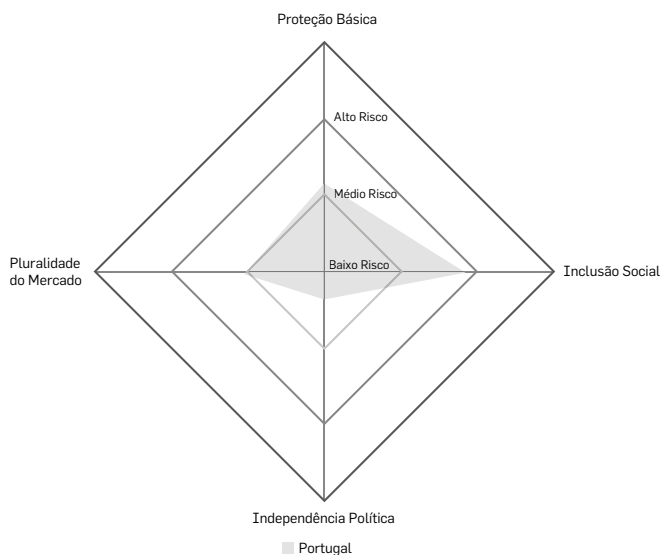 Proteção Básica
Alto Risco
Médio Risco
Baixo Risco
Pluralidade
do Mercado
Inclusão Social
Independência Política
Portugal